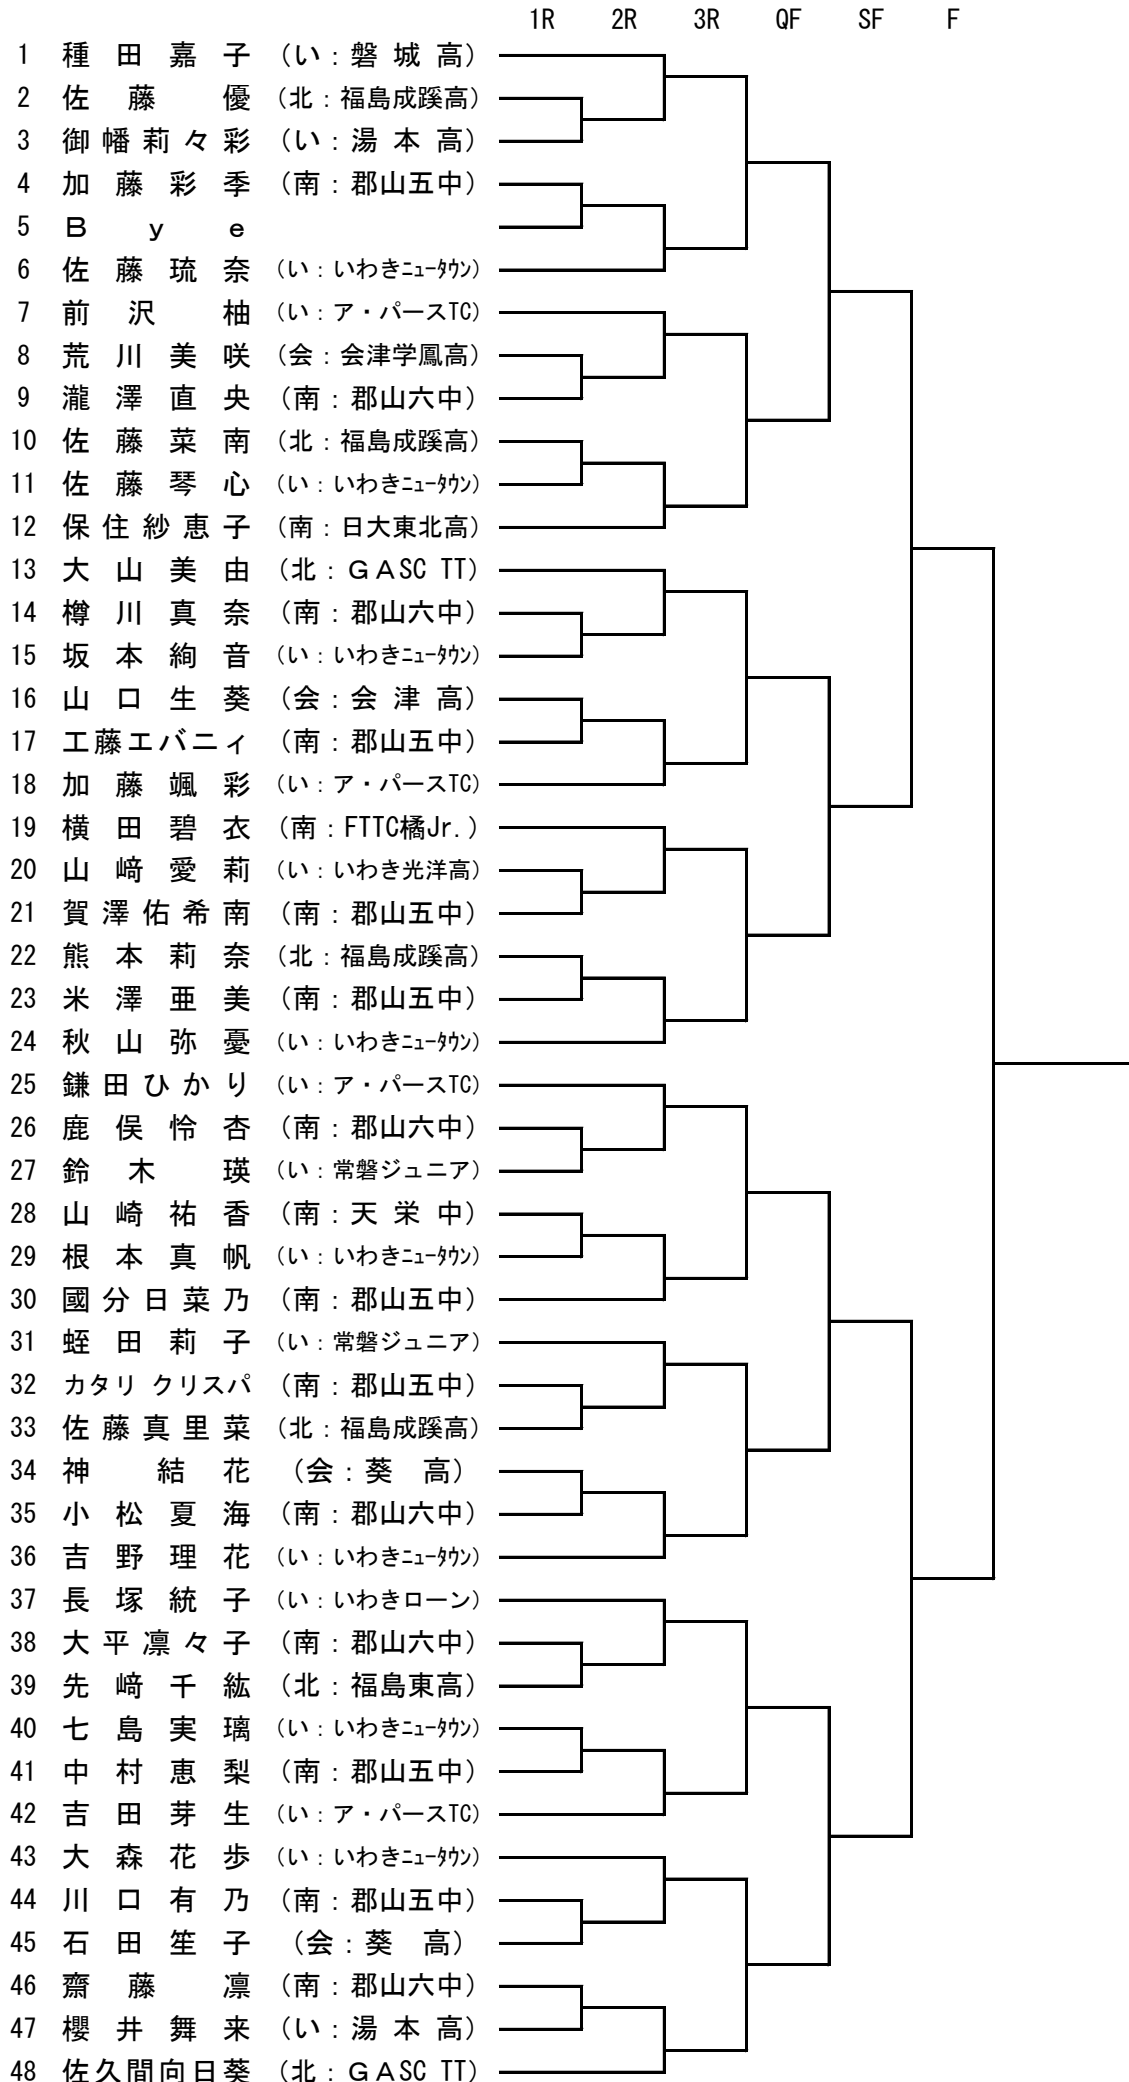 1R 2R 3R QF SF F
1 種田嘉子 (い:磐城高)
2 佐藤優 (北:福島成蹊高)
3 御幡莉々彩 (い:湯本高)
4 加藤彩季 (南:郡山五中)
5 Bye
6 佐藤琉奈 (い:いわきﾆｭｰﾀｳﾝ)
7 前沢柚 (い:ア・パースTC)
8 荒川美咲 (会:会津学鳳高)
9 瀧澤直央 (南:郡山六中)
10 佐藤菜南 (北:福島成蹊高)
11 佐藤琴心 (い:いわきﾆｭｰﾀｳﾝ)
12 保住紗恵子 (南:日大東北高)
13 大山美由 (北:GASC TT)
14 樽川真奈 (南:郡山六中)
15 坂本絢音 (い:いわきﾆｭｰﾀｳﾝ)
16 山口生葵 (会:会津高)
17 工藤エバニィ (南:郡山五中)
18 加藤颯彩 (い:ア・パースTC)
19 横田碧衣 (南:FTTC橘Jr.)
20 山﨑愛莉 (い:いわき光洋高)
21 賀澤佑希南 (南:郡山五中)
22 熊本莉奈 (北:福島成蹊高)
23 米澤亜美 (南:郡山五中)
24 秋山弥憂 (い:いわきﾆｭｰﾀｳﾝ)
25 鎌田ひかり (い:ア・パースTC)
26 鹿俣怜杏 (南:郡山六中)
27 鈴木瑛 (い:常磐ジュニア)
28 山崎祐香 (南:天栄中)
29 根本真帆 (い:いわきﾆｭｰﾀｳﾝ)
30 國分日菜乃 (南:郡山五中)
31 蛭田莉子 (い:常磐ジュニア)
32 カタリ クリスパ (南:郡山五中)
33 佐藤真里菜 (北:福島成蹊高)
34 神結花 (会:葵高)
35 小松夏海 (南:郡山六中)
36 吉野理花 (い:いわきﾆｭｰﾀｳﾝ)
37 長塚統子 (い:いわきローン)
38 大平凛々子 (南:郡山六中)
39 先﨑千紘 (北:福島東高)
40 七島実璃 (い:いわきﾆｭｰﾀｳﾝ)
41 中村恵梨 (南:郡山五中)
42 吉田芽生 (い:ア・パースTC)
43 大森花歩 (い:いわきﾆｭｰﾀｳﾝ)
44 川口有乃 (南:郡山五中)
45 石田笙子 (会:葵高)
46 齋藤凛 (南:郡山六中)
47 櫻井舞来 (い:湯本高)
48 佐久間向日葵 (北:GASC TT)